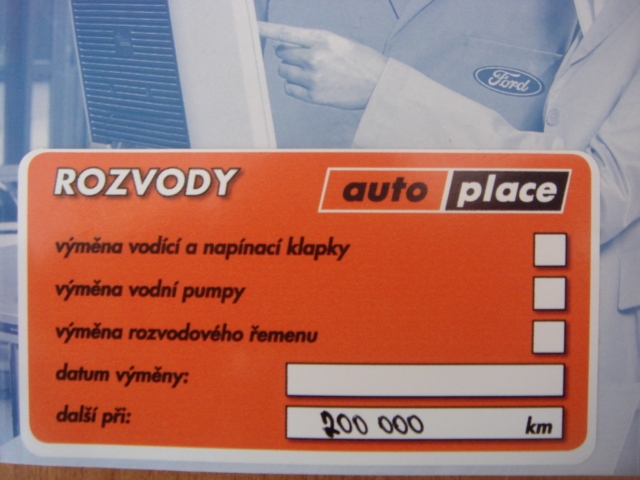 Ford
ROZVODY
auto place
výměna vodící a napínací klapky
výměna vodní pumpy
výměna rozvodového řemenu
datum výměny:
další při: 200 000 km